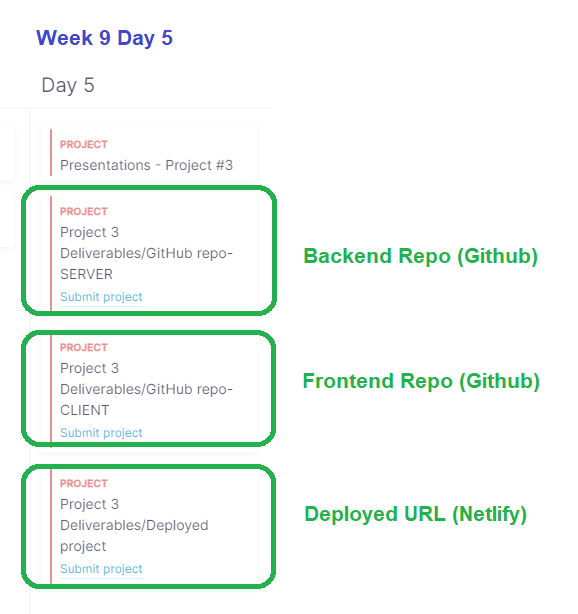 Week 9 Day 5
Day 5
PROJECT
Presentations - Project #3
PROJECT
Project 3
Deliverables/GitHub repo-
SERVER
Submit project
Backend Repo (Github)
PROJECT
Project 3
Deliverables/GitHub repo-
CLIENT
Submit project
Frontend Repo (Github)
PROJECT
Project 3
Deliverables/Deployed
project
Submit project
Deployed URL (Netlify)